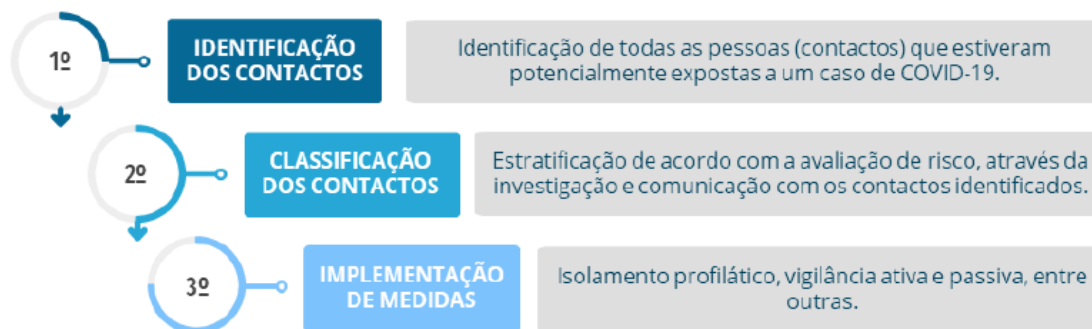 1º
IDENTIFICAÇÃO
DOS CONTACTOS
Identificação de todas as pessoas (contactos) que estiveram
potencialmente expostas a um caso de COVID-19.
2º
CLASSIFICAÇÃO
DOS CONTACTOS
Estratificação de acordo com a avaliação de risco, através da
investigação e comunicação com os contactos identificados.
3º
IMPLEMENTAÇÃO
DE MEDIDAS
Isolamento profilático, vigilância ativa e passiva, entre
outras.